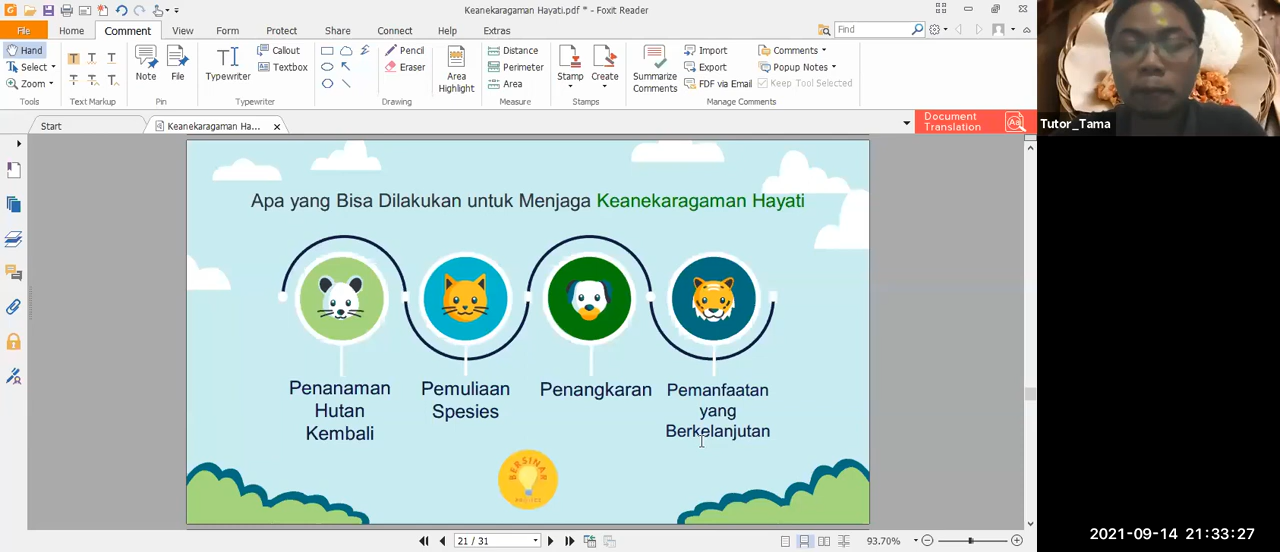 Keanekaragaman Hayati.pdf * - Foxit Reader
File Home Comment View Form Protect Share Connect Help Extras
Find
Hand
Select
Zoom
Tools
Text Markup
Note
File
Pin
Typewriter
Callout
Textbox
Typewriter
Pencil
Eraser
Drawing
Area
Highlight
Distance
Perimeter
Area
Measure
Stamp
Create
Stamps
Summarize
Comments
Import
Export
FDF via Email
Comments
Popup Notes
Keep Tool Selected
Manage Comments
Start
Keanekaragaman Ha...
Document
Translation
Tutor_Tama
Apa yang Bisa Dilakukan untuk Menjaga Keanekaragaman Hayati
Penanaman
Hutan
Kembali
Pemuliaan
Spesies
Penangkaran
Pemanfaatan
yang
Berkelanjutan
BERSINAR
PROJECT
21 / 31
93.70%
2021-09-14 21:33:27